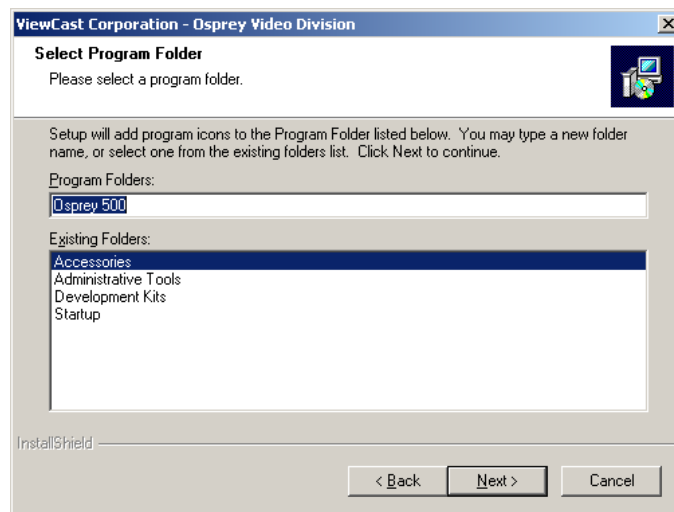 ViewCast Corporation - Osprey Video Division
Select Program Folder
Please select a program folder.
Setup will add program icons to the Program Folder listed below.  You may type a new folder
name, or select one from the existing folders list.  Click Next to continue.
Program Folders:
Osprey 500
Existing Folders:
Accessories
Administrative Tools
Development Kits
Startup
InstallShield
< Back Next > Cancel